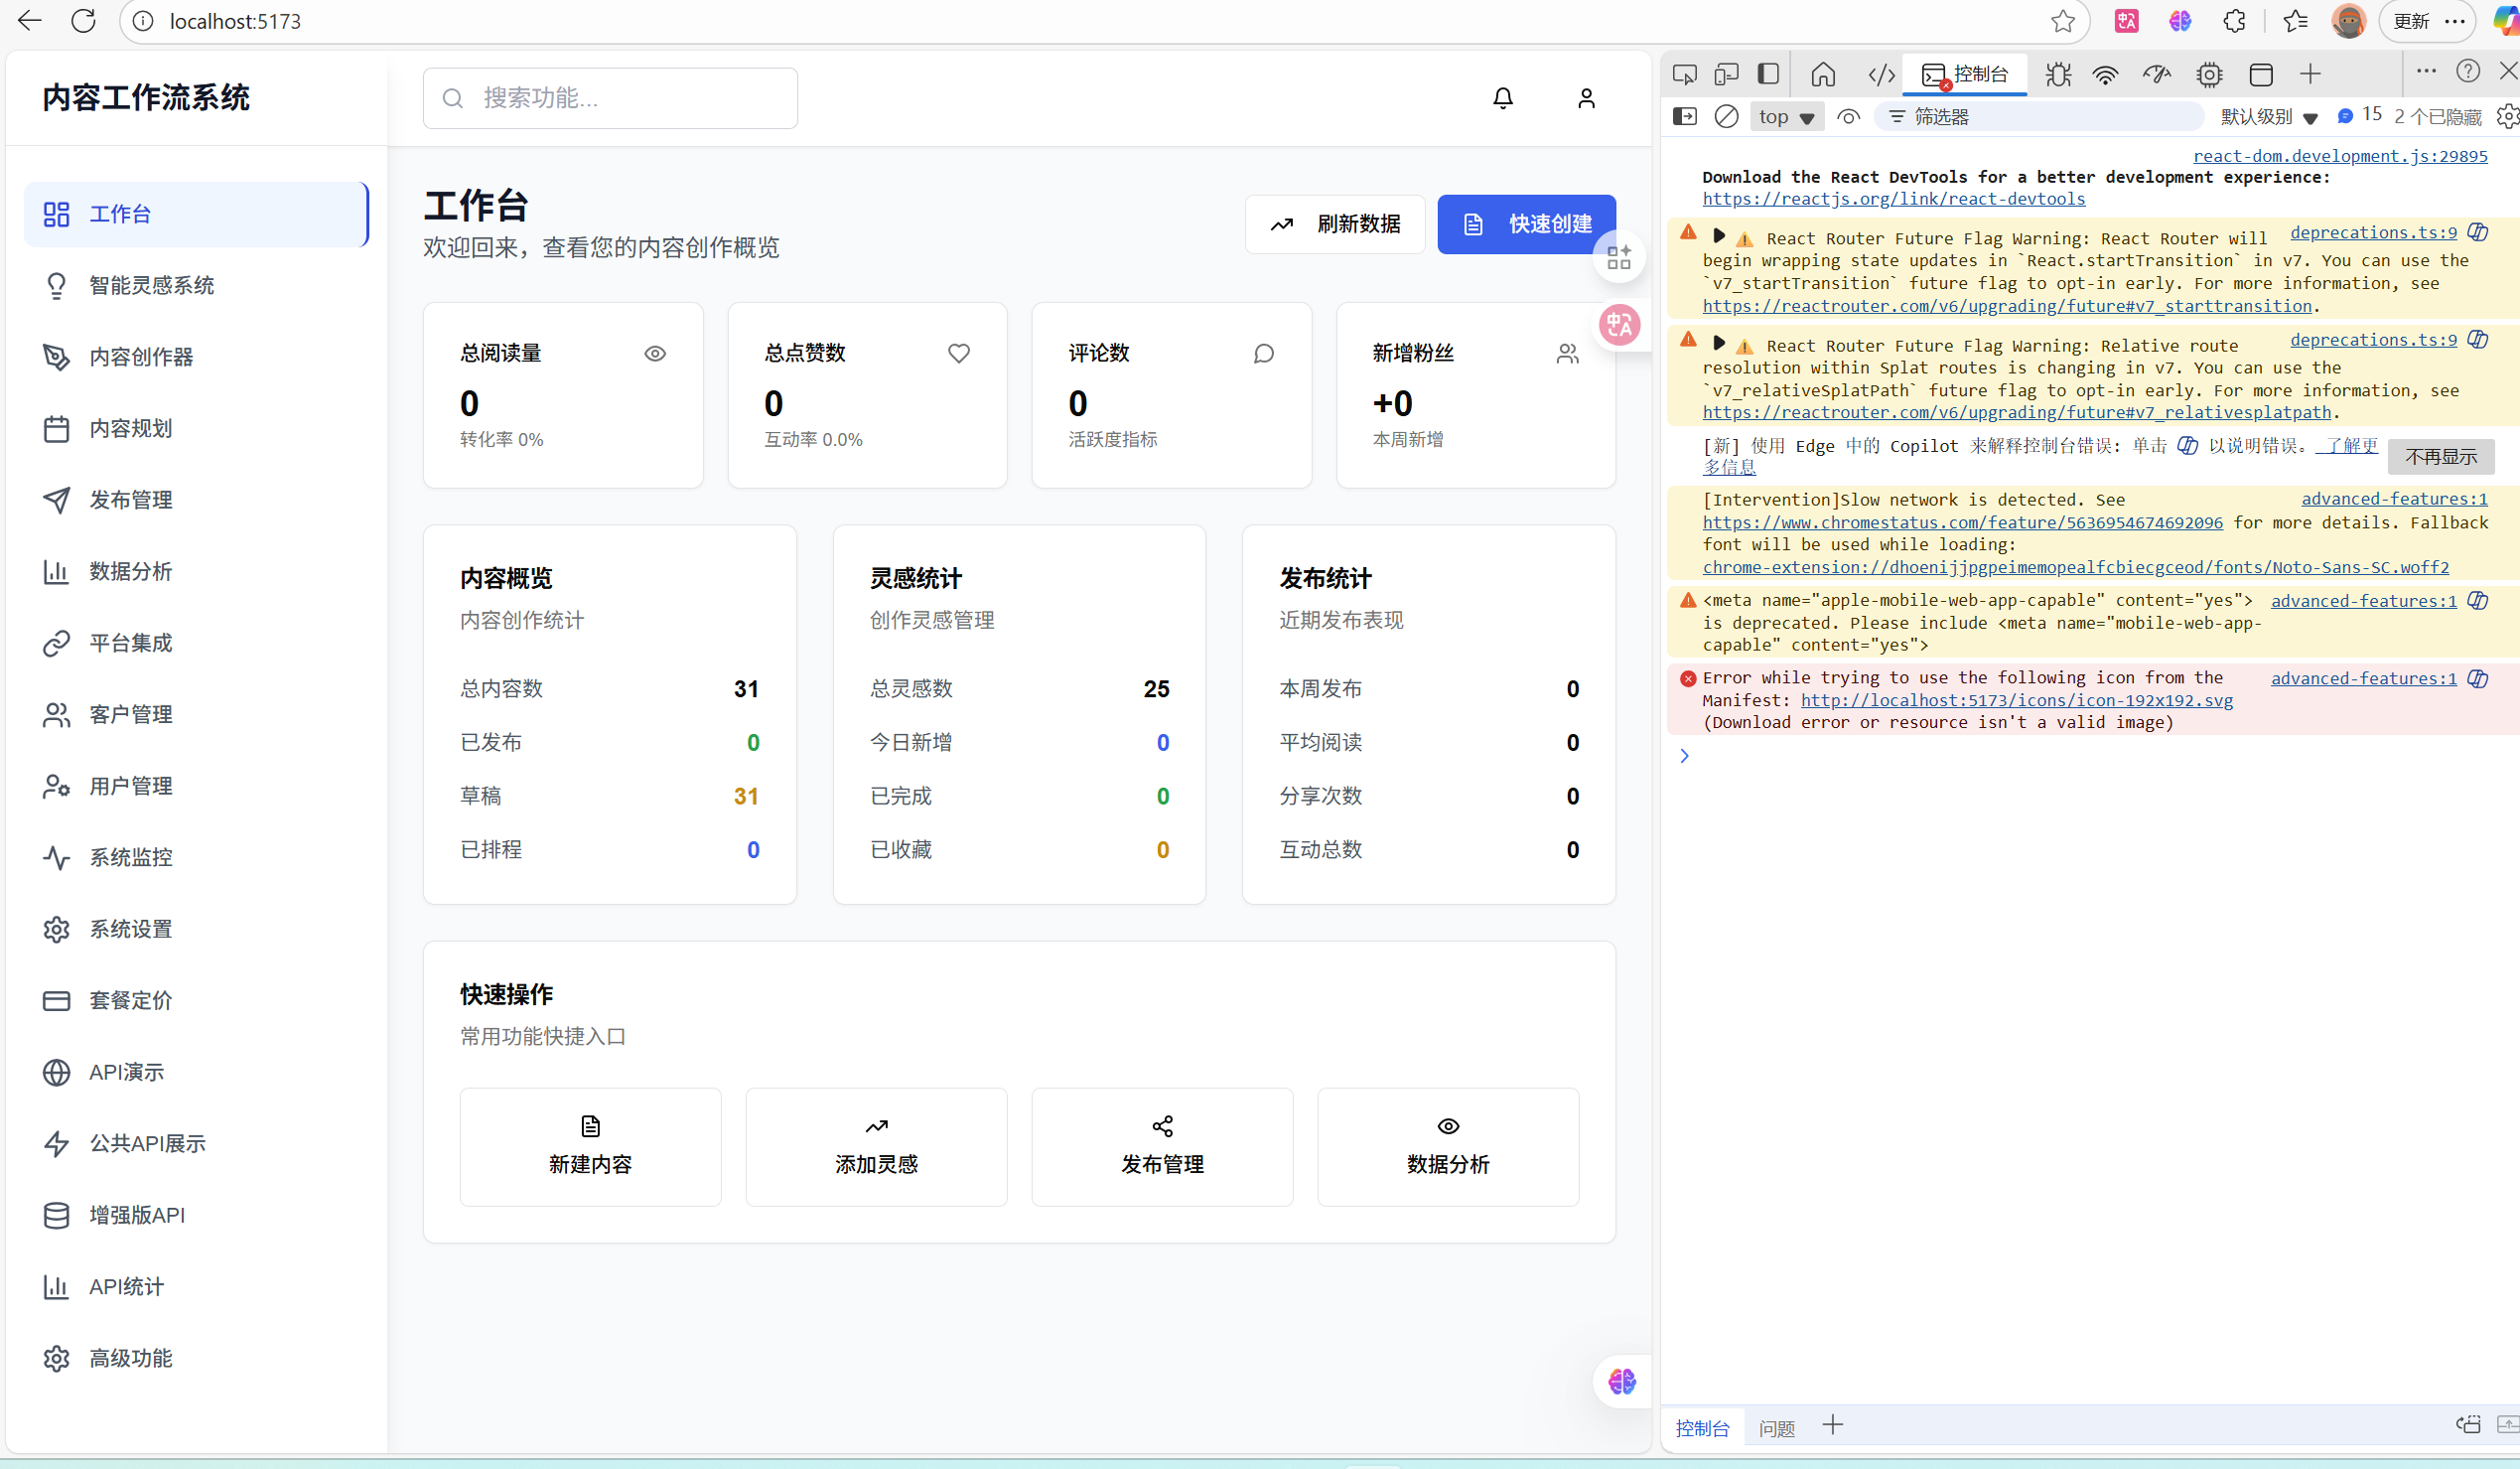 localhost:5173
更新
内容工作流系统
搜索功能...
工作台
智能灵感系统
内容创作器
内容规划
发布管理
数据分析
平台集成
客户管理
用户管理
系统监控
系统设置
套餐定价
API演示
公共API展示
增强版API
API统计
高级功能
工作台
欢迎回来，查看您的内容创作概览
刷新数据
快速创建
总阅读量
0
转化率 0%
总点赞数
0
互动率 0.0%
评论数
0
活跃度指标
新增粉丝
+0
本周新增
内容概览
内容创作统计
总内容数 31
已发布 0
草稿 31
已排程 0
灵感统计
创作灵感管理
总灵感数 25
今日新增 0
已完成 0
已收藏 0
发布统计
近期发布表现
本周发布 0
平均阅读 0
分享次数 0
互动总数 0
快速操作
常用功能快捷入口
新建内容
添加灵感
发布管理
数据分析
控制台
top
筛选器
默认级别
15
2 个已隐藏
react-dom.development.js:29895
Download the React DevTools for a better development experience:
https://reactjs.org/link/react-devtools
⚠ React Router Future Flag Warning: React Router will deprecations.ts:9
begin wrapping state updates in `React.startTransition` in v7. You can use the
`v7_startTransition` future flag to opt-in early. For more information, see
https://reactrouter.com/v6/upgrading/future#v7_starttransition.
⚠ React Router Future Flag Warning: Relative route deprecations.ts:9
resolution within Splat routes is changing in v7. You can use the
`v7_relativeSplatPath` future flag to opt-in early. For more information, see
https://reactrouter.com/v6/upgrading/future#v7_relativesplatpath.
[新] 使用 Edge 中的 Copilot 来解释控制台错误: 单击 以说明错误。 了解更
多信息
不再显示
[Intervention]Slow network is detected. See advanced-features:1
https://www.chromestatus.com/feature/5636954674692096 for more details. Fallback
font will be used while loading:
chrome-extension://dhoenijjpgpeimemopealfcbiecgceod/fonts/Noto-Sans-SC.woff2
<meta name="apple-mobile-web-app-capable" content="yes"> advanced-features:1
is deprecated. Please include <meta name="mobile-web-app-
capable" content="yes">
Error while trying to use the following icon from the advanced-features:1
Manifest: http://localhost:5173/icons/icon-192x192.svg
(Download error or resource isn't a valid image)
控制台
问题